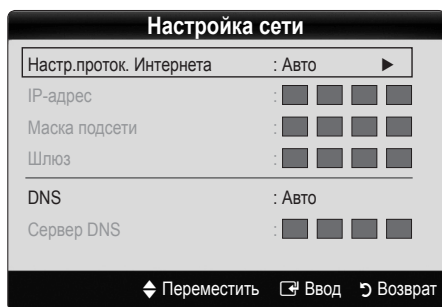 Настройка сети
Настр.проток. Интернета : Авто ►
IP-адрес :
Маска подсети :
Шлюз :
DNS : Авто
Сервер DNS :
Переместить Ввод Возврат